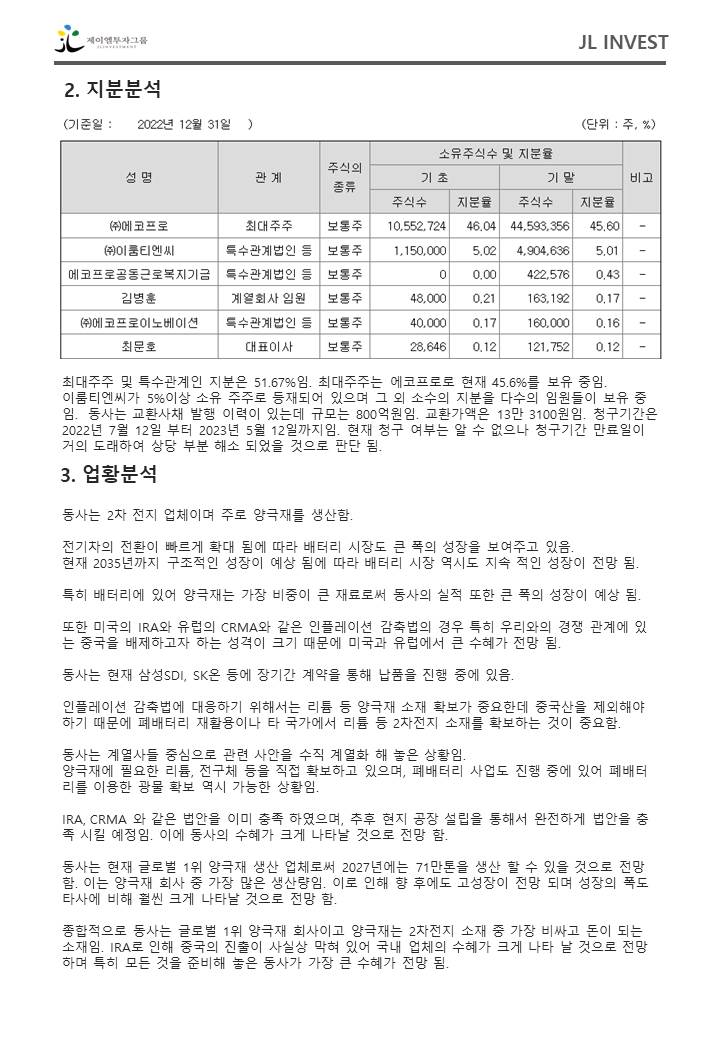 제이엘투자그룹
JLINVESTMENT
JL INVEST
2. 지분분석
(기준일 : 2022년 12월 31일 )
(단위 : 주, %)
성 명
관 계
주식의
종류
소유주식수 및 지분율
비고
기 초
기 말
주식수
지분율
주식수
지분율
㈜에코프로 최대주주 보통주 10,552,724 46.04 44,593,356 45.60 -
㈜이룸티엔씨 특수관계법인 등 보통주 1,150,000 5.02 4,904,636 5.01 -
에코프로공동근로복지기금 특수관계법인 등 보통주 0 0.00 422,576 0.43 -
김병훈 계열회사 임원 보통주 48,000 0.21 163,192 0.17 -
㈜에코프로이노베이션 특수관계법인 등 보통주 40,000 0.17 160,000 0.16 -
최문호 대표이사 보통주 28,646 0.12 121,752 0.12 -
최대주주 및 특수관계인 지분은 51.67%임. 최대주주는 에코프로로 현재 45.6%를 보유 중임.
이룸티엔씨가 5%이상 소유 주주로 등재되어 있으며 그 외 소수의 지분을 다수의 임원들이 보유 중
임. 동사는 교환사채 발행 이력이 있는데 규모는 800억원임. 교환가액은 13만 3100원임. 청구기간은
2022년 7월 12일 부터 2023년 5월 12일까지임. 현재 청구 여부는 알 수 없으나 청구기간 만료일이
거의 도래하여 상당 부분 해소 되었을 것으로 판단 됨.
3. 업황분석
동사는 2차 전지 업체이며 주로 양극재를 생산함.
전기차의 전환이 빠르게 확대 됨에 따라 배터리 시장도 큰 폭의 성장을 보여주고 있음.
현재 2035년까지 구조적인 성장이 예상 됨에 따라 배터리 시장 역시도 지속 적인 성장이 전망 됨.
특히 배터리에 있어 양극재는 가장 비중이 큰 재료로써 동사의 실적 또한 큰 폭의 성장이 예상 됨.
또한 미국의 IRA와 유럽의 CRMA와 같은 인플레이션 감축법의 경우 특히 우리와의 경쟁 관계에 있
는 중국을 배제하고자 하는 성격이 크기 때문에 미국과 유럽에서 큰 수혜가 전망 됨.
동사는 현재 삼성SDI, SK온 등에 장기간 계약을 통해 납품을 진행 중에 있음.
인플레이션 감축법에 대응하기 위해서는 리튬 등 양극재 소재 확보가 중요한데 중국산을 제외해야
하기 때문에 폐배터리 재활용이나 타 국가에서 리튬 등 2차전지 소재를 확보하는 것이 중요함.
동사는 계열사들 중심으로 관련 사안을 수직 계열화 해 놓은 상황임.
양극재에 필요한 리튬, 전구체 등을 직접 확보하고 있으며, 폐배터리 사업도 진행 중에 있어 폐배터
리를 이용한 광물 확보 역시 가능한 상황임.
IRA, CRMA 와 같은 법안을 이미 충족 하였으며, 추후 현지 공장 설립을 통해서 완전하게 법안을 충
족 시킬 예정임. 이에 동사의 수혜가 크게 나타날 것으로 전망 함.
동사는 현재 글로벌 1위 양극재 생산 업체로써 2027년에는 71만톤을 생산 할 수 있을 것으로 전망
함. 이는 양극재 회사 중 가장 많은 생산량임. 이로 인해 향 후에도 고성장이 전망 되며 성장의 폭도
타사에 비해 훨씬 크게 나타날 것으로 전망 함.
종합적으로 동사는 글로벌 1위 양극재 회사이고 양극재는 2차전지 소재 중 가장 비싸고 돈이 되는
소재임. IRA로 인해 중국의 진출이 사실상 막혀 있어 국내 업체의 수혜가 크게 나타 날 것으로 전망
하며 특히 모든 것을 준비해 놓은 동사가 가장 큰 수혜가 전망 됨.